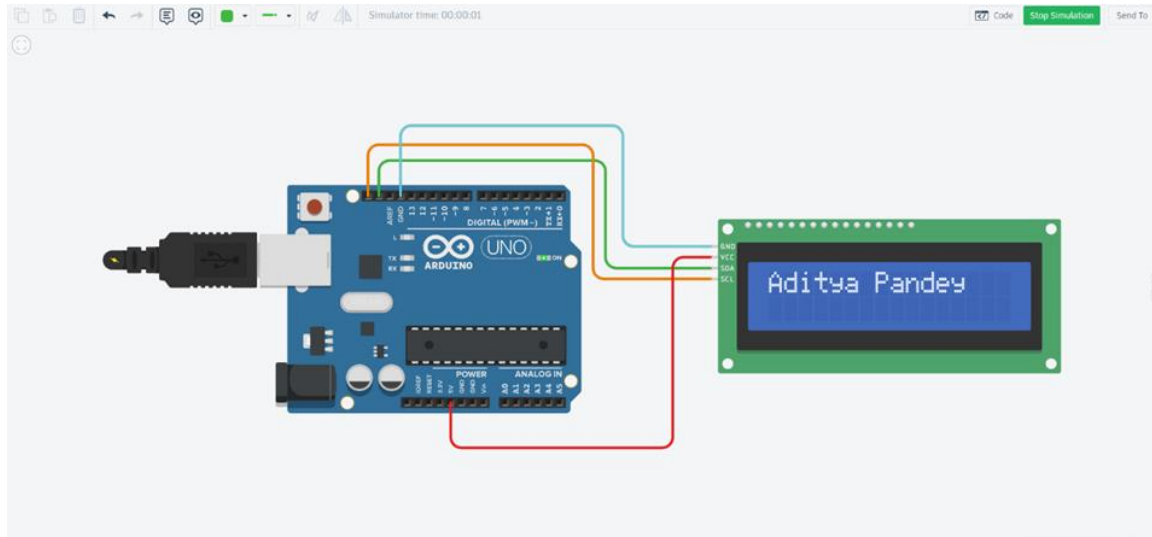 Simulator time: 00:00:01
Code
Stop Simulation
Send To
AREF
GND
13
12
~11
~10
~9
8
7
~6
~5
4
~3
2
TX→1
RX←0
DIGITAL (PWM~)
L
TX
RX
ARDUINO
UNO
ON
IOREF
RESET
3.3V
5V
GND
GND
Vin
POWER
ANALOG IN
A0
A1
A2
A3
A4
A5
GND
VCC
SDA
SCL
Aditya Pandey